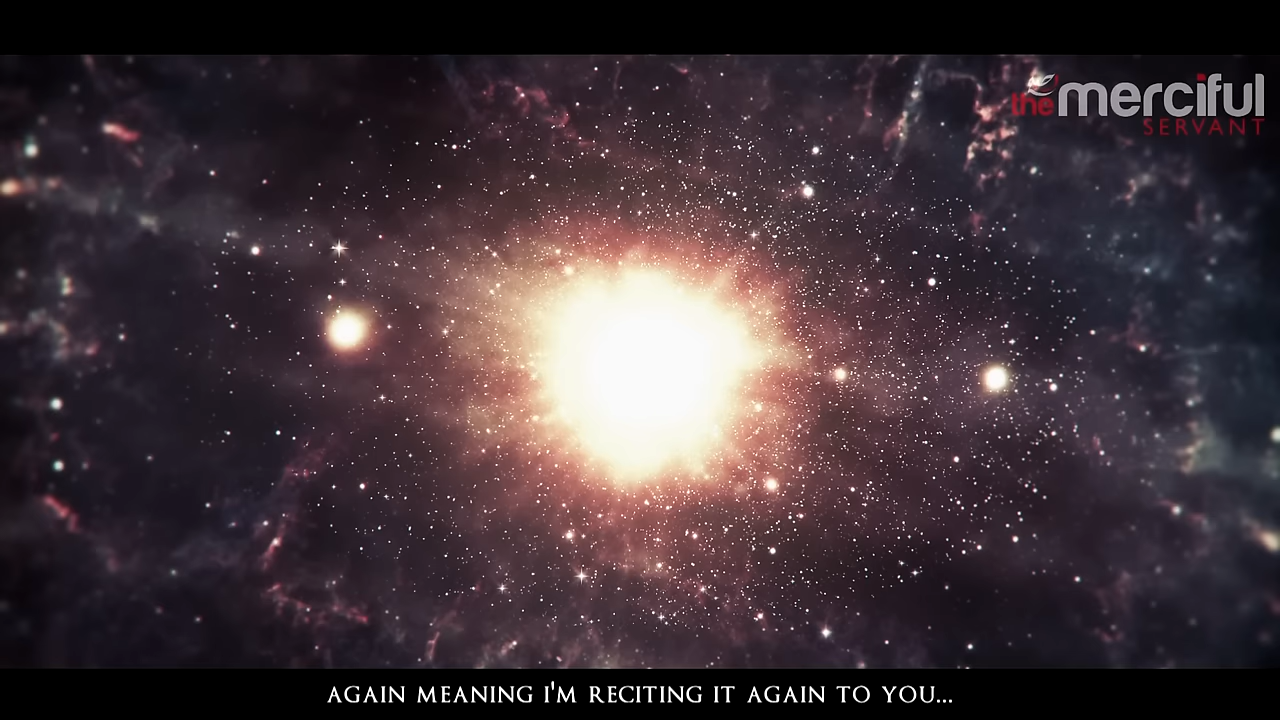 the merciful
SERVANT
AGAIN MEANING I'M RECITING IT AGAIN TO YOU...